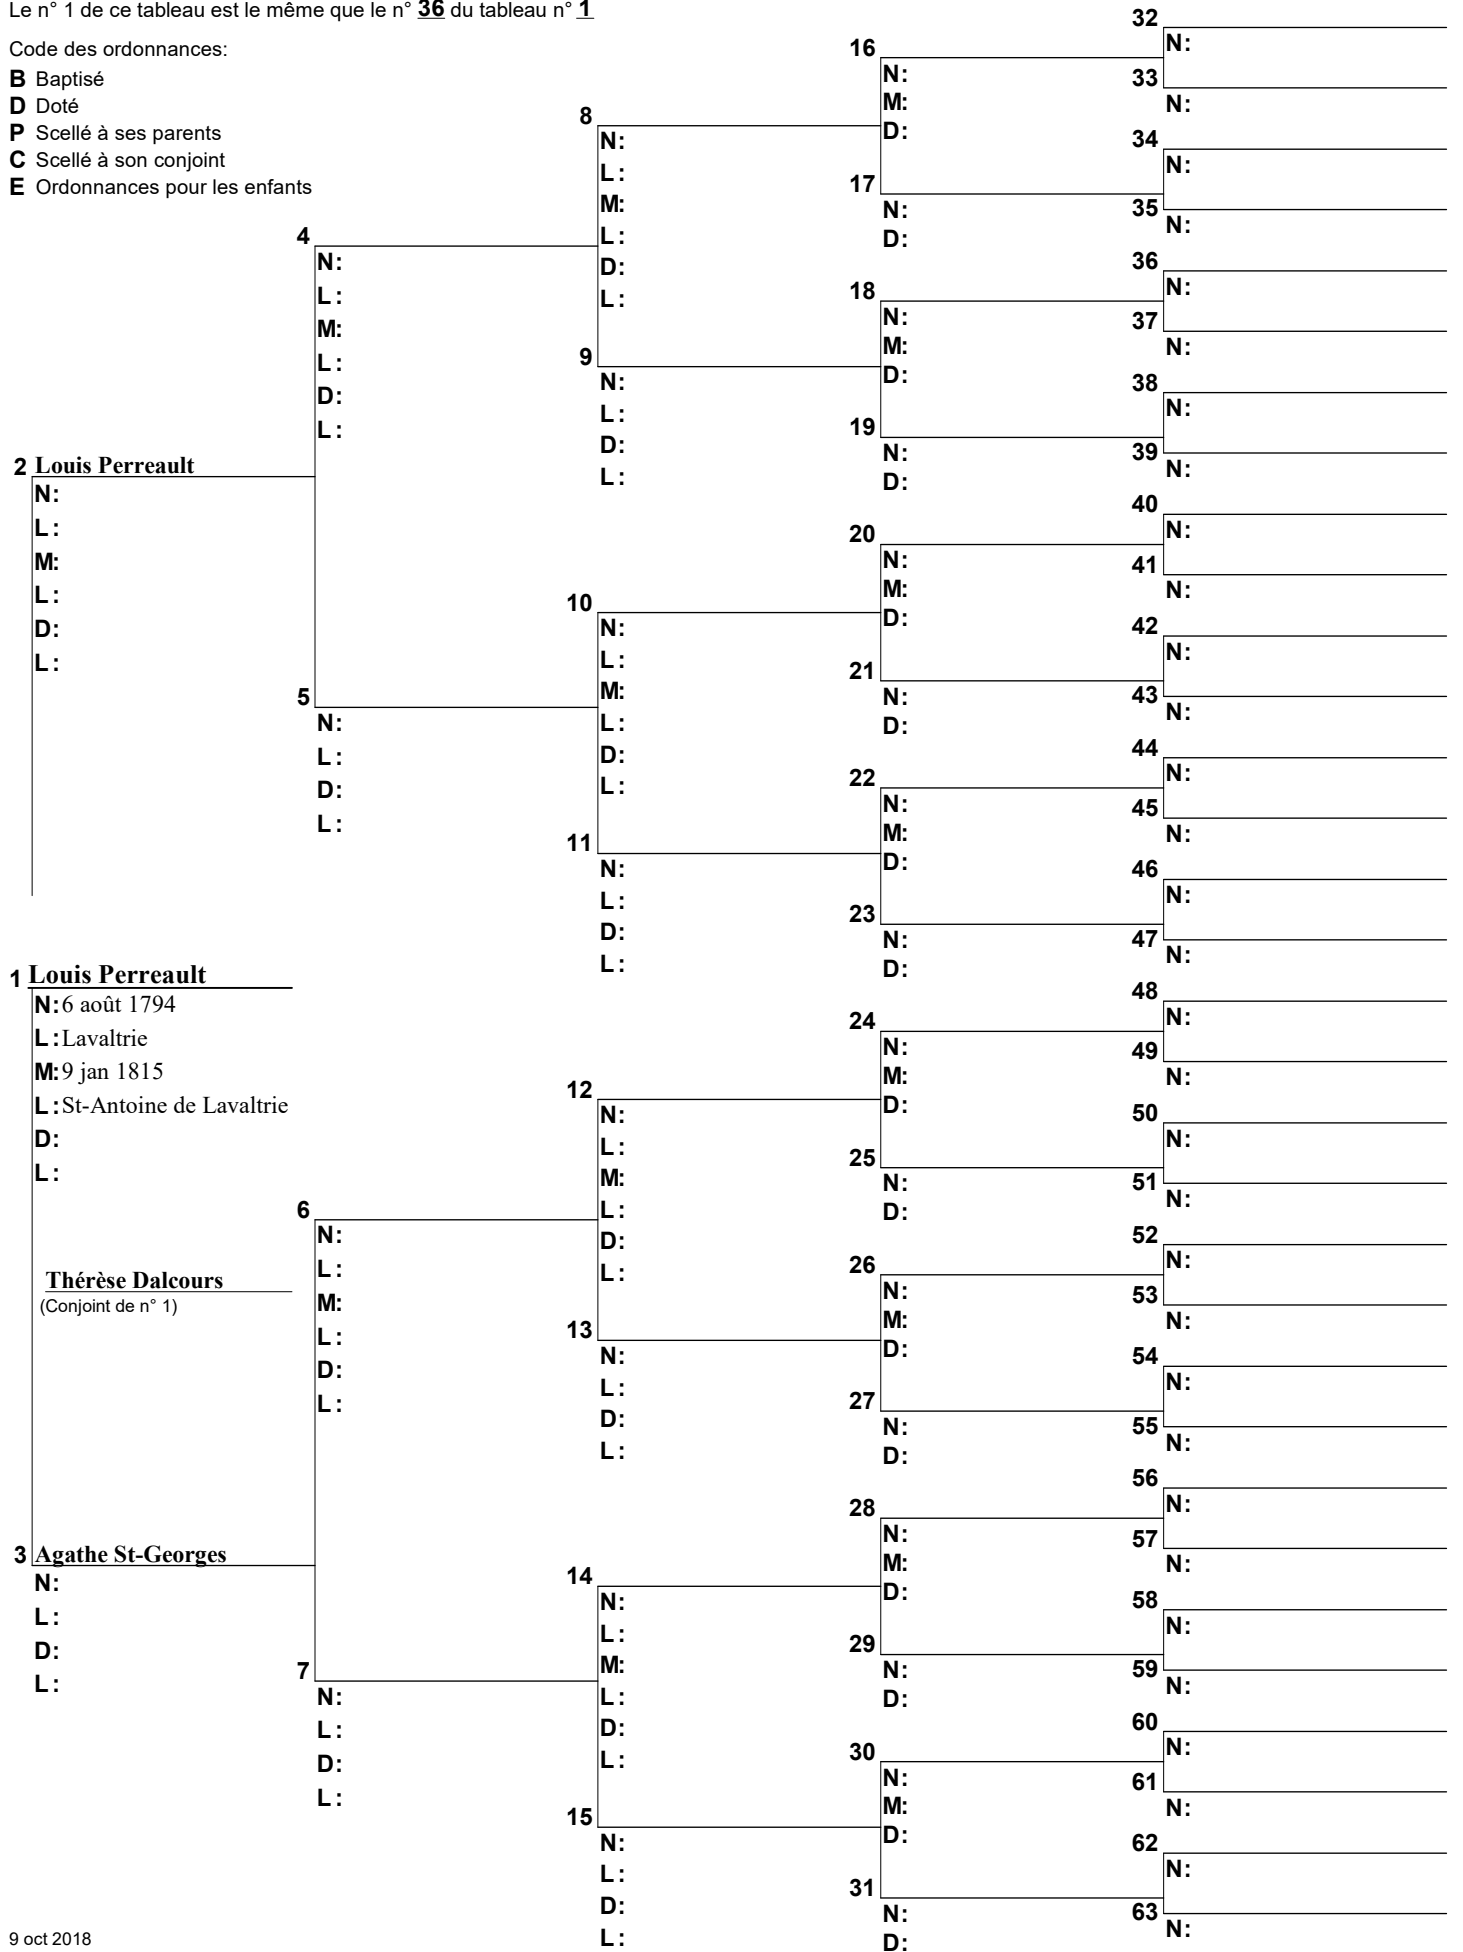 Le n° 1 de ce tableau est le même que le n° 36 du tableau n° 1
Code des ordonnances:
B Baptisé
D Doté
P Scellé à ses parents
C Scellé à son conjoint
E Ordonnances pour les enfants
2 Louis Perreault
N:
L:
M:
L:
D:
L:
1 Louis Perreault
N: 6 août 1794
L: Lavaltrie
M: 9 jan 1815
L: St-Antoine de Lavaltrie
D:
L:
Thérèse Dalcours
(Conjoint de n° 1)
3 Agathe St-Georges
N:
L:
D:
L:
4
N:
L:
M:
L:
D:
L:
5
N:
L:
D:
L:
6
N:
L:
M:
L:
D:
L:
7
N:
L:
D:
L:
8
N:
L:
M:
L:
D:
L:
9
N:
L:
D:
L:
10
N:
L:
M:
L:
D:
L:
11
N:
L:
D:
L:
12
N:
L:
M:
L:
D:
L:
13
N:
L:
D:
L:
14
N:
L:
M:
L:
D:
L:
15
N:
L:
D:
L:
16
N:
M:
D:
17
N:
D:
18
N:
M:
D:
19
N:
D:
20
N:
M:
D:
21
N:
D:
22
N:
M:
D:
23
N:
D:
24
N:
M:
D:
25
N:
D:
26
N:
M:
D:
27
N:
D:
28
N:
M:
D:
29
N:
D:
30
N:
M:
D:
31
N:
D:
32
N:
33
N:
34
N:
35
N:
36
N:
37
N:
38
N:
39
N:
40
N:
41
N:
42
N:
43
N:
44
N:
45
N:
46
N:
47
N:
48
N:
49
N:
50
N:
51
N:
52
N:
53
N:
54
N:
55
N:
56
N:
57
N:
58
N:
59
N:
60
N:
61
N:
62
N:
63
N:
9 oct 2018